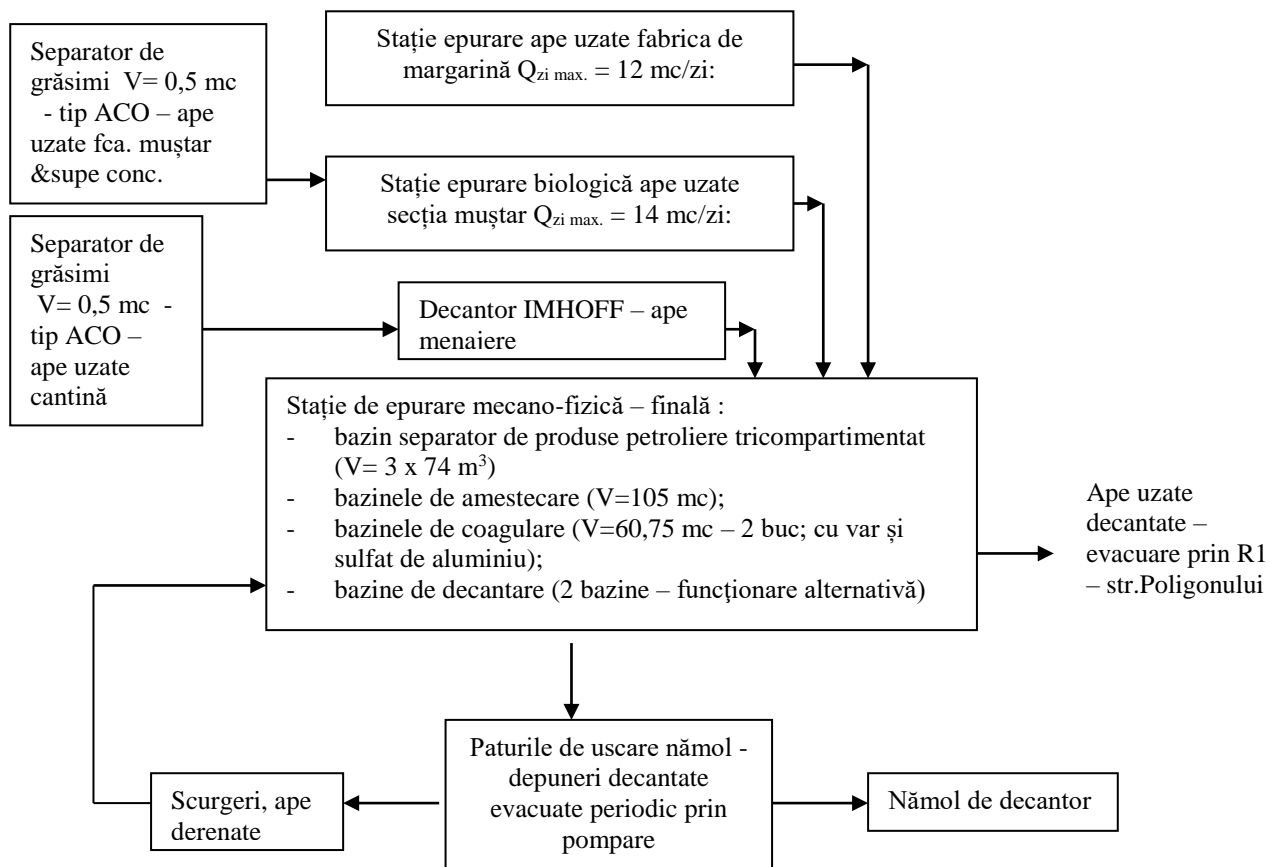 Separator de
grăsimi V= 0,5 mc
- tip ACO – ape
uzate fca. muștar
&supe conc.
Stație epurare ape uzate fabrica de
margarină Qzi max. = 12 mc/zi:
Stație epurare biologică ape uzate
secția muștar Qzi max. = 14 mc/zi:
Separator de
grăsimi
V= 0,5 mc -
tip ACO –
ape uzate
cantină
Decantor IMHOFF – ape
menaiere
Stație de epurare mecano-fizică – finală :
- bazin separator de produse petroliere tricompartimentat
(V= 3 x 74 m³)
- bazinele de amestecare (V=105 mc);
- bazinele de coagulare (V=60,75 mc – 2 buc; cu var și
sulfat de aluminiu);
- bazine de decantare (2 bazine – funcţionare alternativă)
Ape uzate
decantate –
evacuare prin R1
– str.Poligonului
Paturile de uscare nămol -
depuneri decantate
evacuate periodic prin
pompare
Scurgeri, ape
derenate
Nămol de decantor